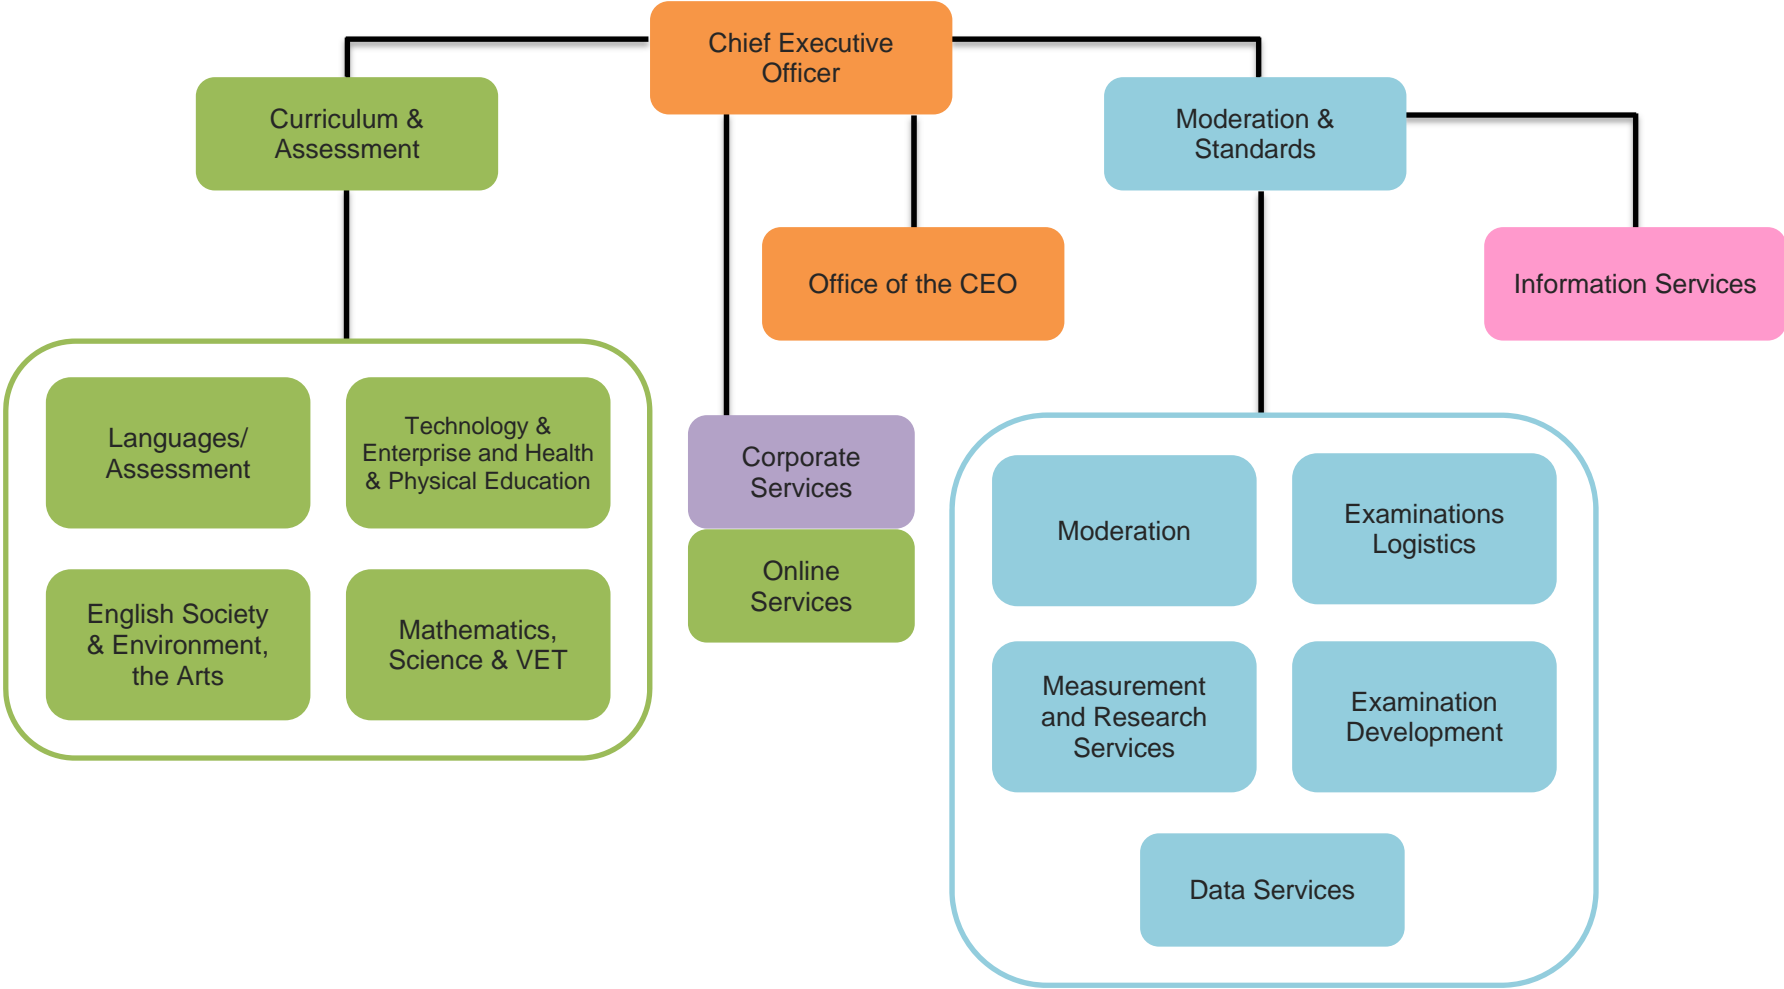 Chief Executive
Officer
Curriculum &
Assessment
Moderation &
Standards
Office of the CEO
Information Services
Languages/
Assessment
Technology &
Enterprise and Health
& Physical Education
English Society
& Environment,
the Arts
Mathematics,
Science & VET
Corporate
Services
Online
Services
Moderation
Examinations
Logistics
Measurement
and Research
Services
Examination
Development
Data Services